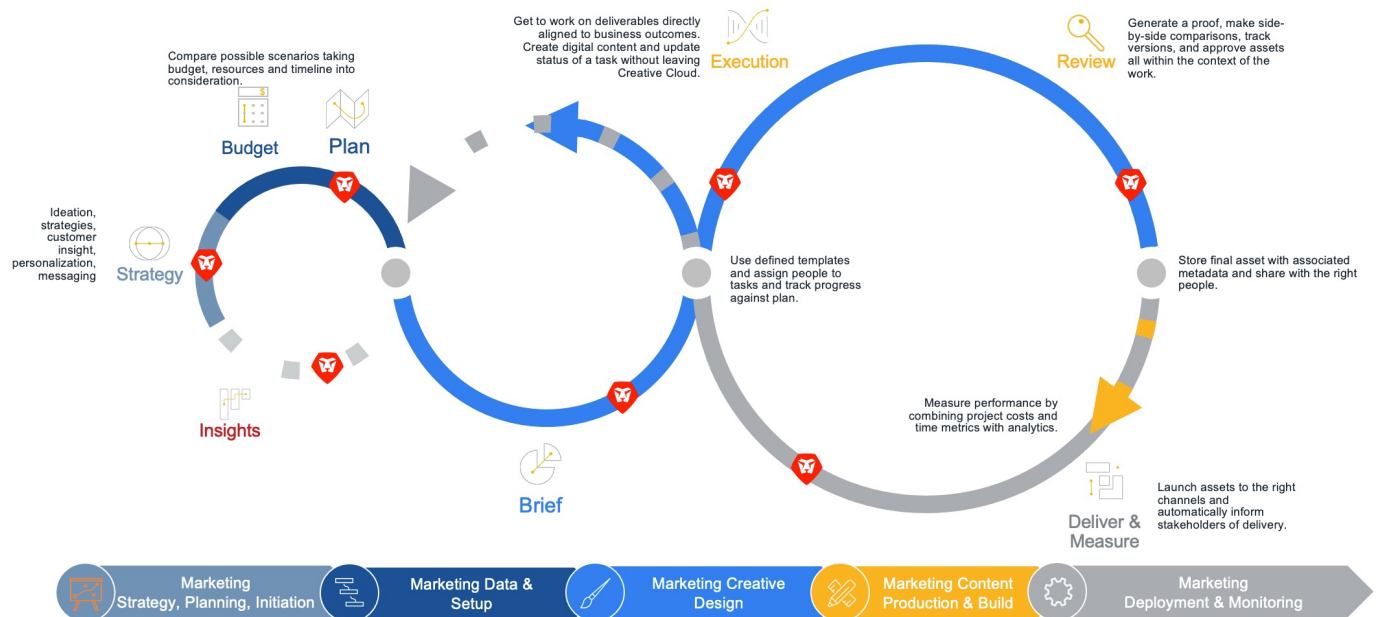 Compare possible scenarios taking
budget, resources and timeline into
consideration.
Budget
Plan
Ideation,
strategies,
customer
insight,
personalization,
messaging
Strategy
Insights
Get to work on deliverables directly
aligned to business outcomes.
Create digital content and update
status of a task without leaving
Creative Cloud.
Execution
Review
Generate a proof, make side-
by-side comparisons, track
versions, and approve assets
all within the context of the
work.
Use defined templates
and assign people to
tasks and track progress
against plan.
Store final asset with associated
metadata and share with the right
people.
Brief
Measure performance by
combining project costs and
time metrics with analytics.
Deliver &
Measure
Launch assets to the right
channels and
automatically inform
stakeholders of delivery.
Marketing
Strategy, Planning, Initiation
Marketing Data &
Setup
Marketing Creative
Design
Marketing Content
Production & Build
Marketing
Deployment & Monitoring